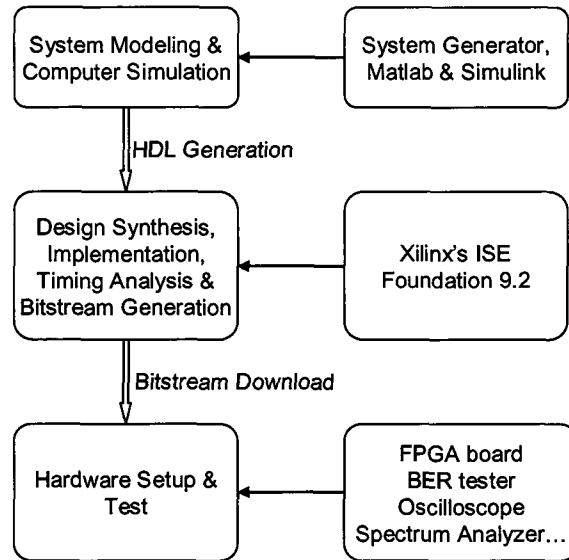 System Modeling &
Computer Simulation
System Generator,
Matlab & Simulink
HDL Generation
Design Synthesis,
Implementation,
Timing Analysis &
Bitstream Generation
Xilinx's ISE
Foundation 9.2
Bitstream Download
Hardware Setup &
Test
FPGA board
BER tester
Oscilloscope
Spectrum Analyzer...